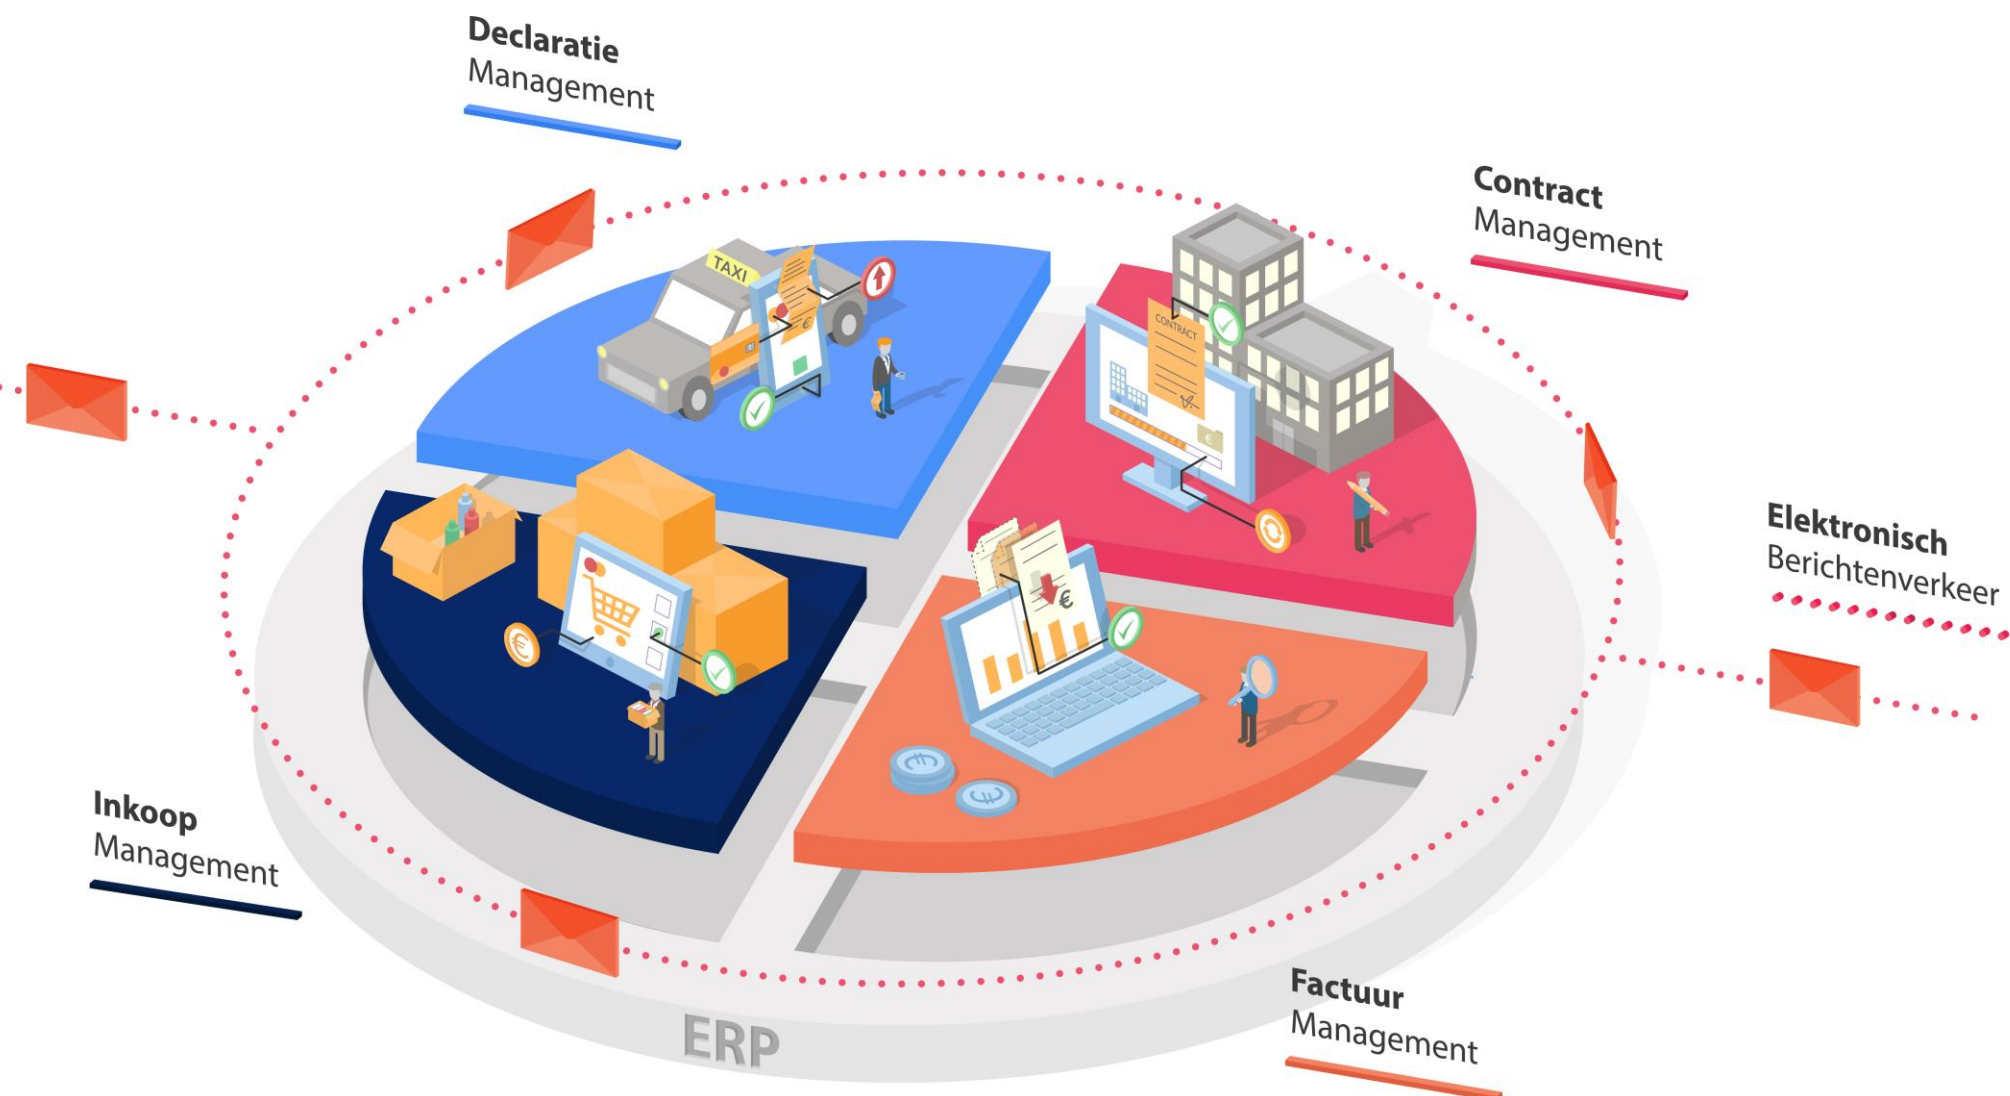 Declaratie
Management
Contract
Management
TAXI
CONTRACT
€
€
€
€
Elektronisch
Berichtenverkeer
€
€
Inkoop
Management
Factuur
Management
ERP